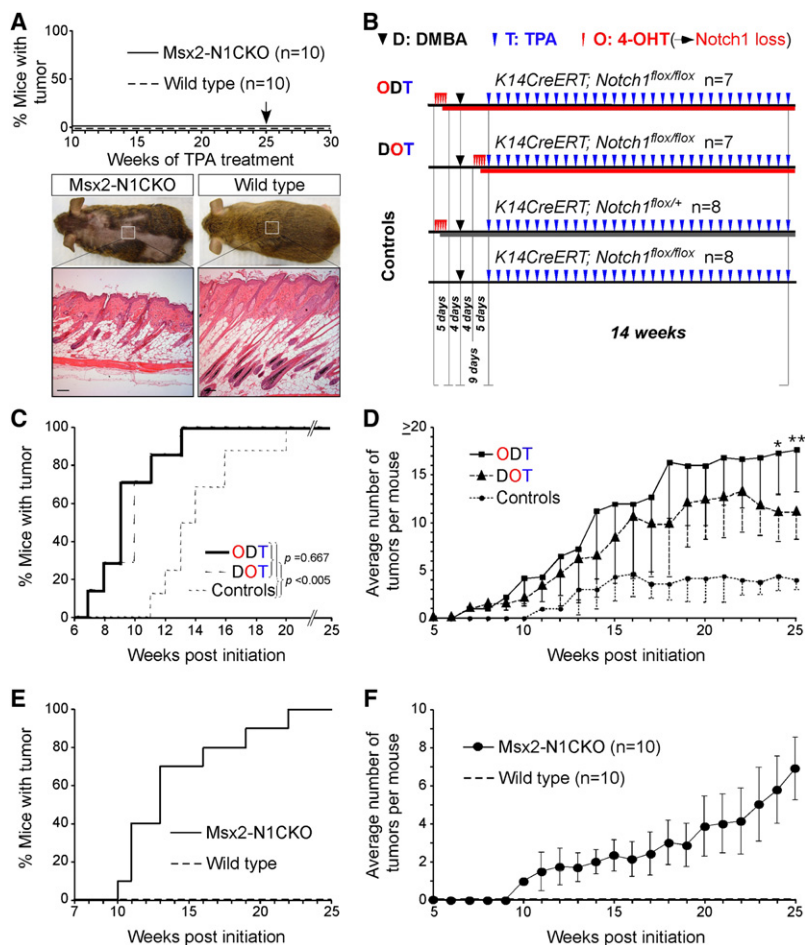 A
100
50
0
% Mice with
tumor
Msx2-N1CKO (n=10)
Wild type (n=10)
10 15 20 25 30
Weeks of TPA treatment
Msx2-N1CKO Wild type
B
D: DMBA T: TPA O: 4-OHT( Notch1 loss)
ODT
K14CreERT; Notch1flox/flox n=7
DOT
K14CreERT; Notch1flox/flox n=7
Controls
K14CreERT; Notch1flox/+ n=8
K14CreERT; Notch1flox/flox n=8
5 days
4 days
4 days
9 days
5 days
14 weeks
C
100
80
60
40
20
0
% Mice with tumor
ODT
DOT
Controls
p =0.667
p <0.005
6 8 10 12 14 16 20 25
Weeks post initiation
D
>20
15
10
5
0
Average number of
tumors per mouse
ODT
DOT
Controls
* **
5 10 15 20 25
Weeks post initiation
E
100
80
60
40
20
0
% Mice with tumor
Msx2-N1CKO
Wild type
7 10 15 20 25
Weeks post initiation
F
10
8
6
4
2
0
Average number of
tumors per mouse
Msx2-N1CKO (n=10)
Wild type (n=10)
5 10 15 20 25
Weeks post initiation